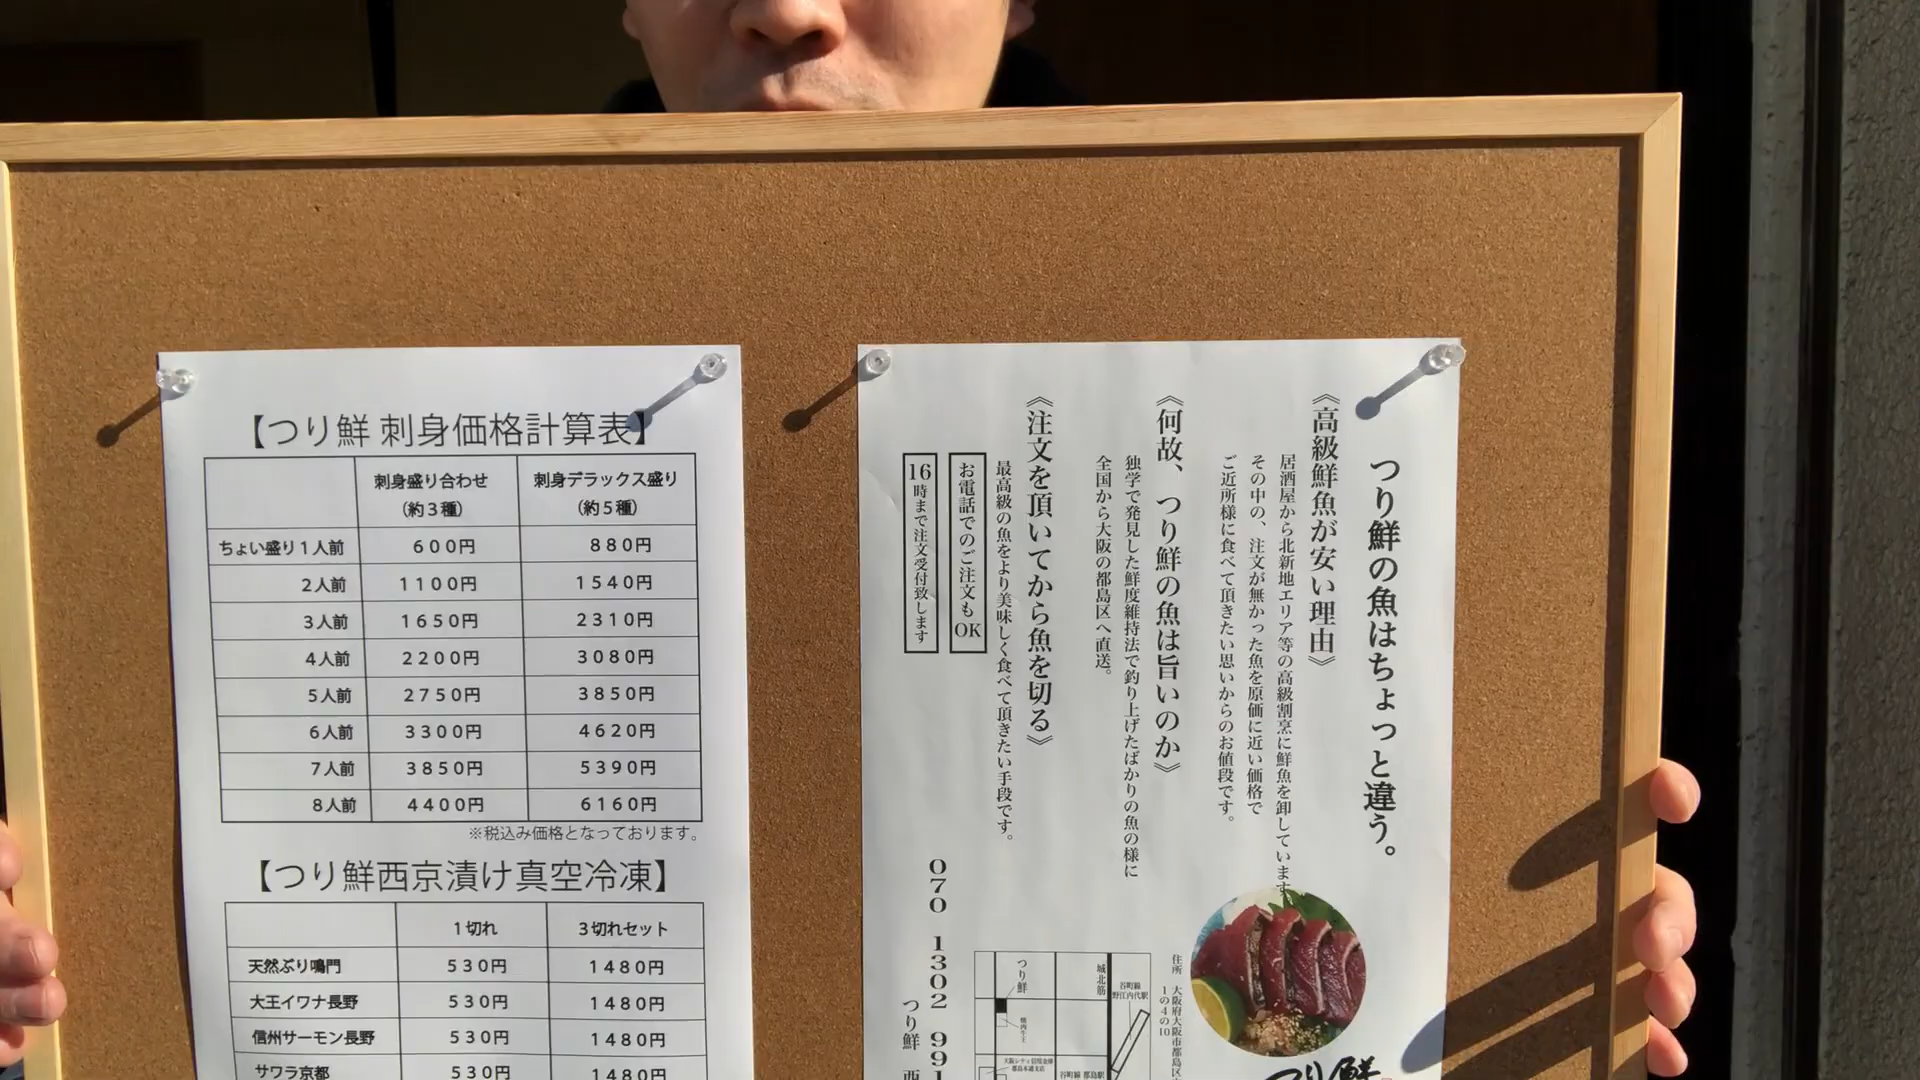 【つり鮮 刺身価格計算表】
刺身盛り合わせ
（約３種）
刺身デラックス盛り
（約５種）
ちょい盛り１人前 ６００円 ８８０円
２人前 １１００円 １５４０円
３人前 １６５０円 ２３１０円
４人前 ２２００円 ３０８０円
５人前 ２７５０円 ３８５０円
６人前 ３３００円 ４６２０円
７人前 ３８５０円 ５３９０円
８人前 ４４００円 ６１６０円
※税込み価格となっております。
【つり鮮西京漬け真空冷凍】
１切れ ３切れセット
天然ぶり鳴門 ５３０円 １４８０円
大王イワナ長野 ５３０円 １４８０円
信州サーモン長野 ５３０円 １４８０円
サワラ京都 ５３０円 １４８０円
つり鮮の魚はちょっと違う。
《高級鮮魚が安い理由》
居酒屋から北新地エリア等の高級割烹に鮮魚を卸しています
その中の、注文が無かった魚を原価に近い価格で
ご近所様に食べて頂きたい思いからのお値段です。
《何故、つり鮮の魚は旨いのか》
独学で発見した鮮度維持法で釣り上げたばかりの魚の様に
全国から大阪の都島区へ直送。
《注文を頂いてから魚を切る》
最高級の魚をより美味しく食べて頂きたい手段です。
お電話でのご注文もOK
16時まで注文受付致します
070 1302 991
つり鮮
住所 大阪府大阪市都島区
1の4の10
谷町線
野江内代駅
城北筋
つり鮮
谷町線 都島駅
つり鮮